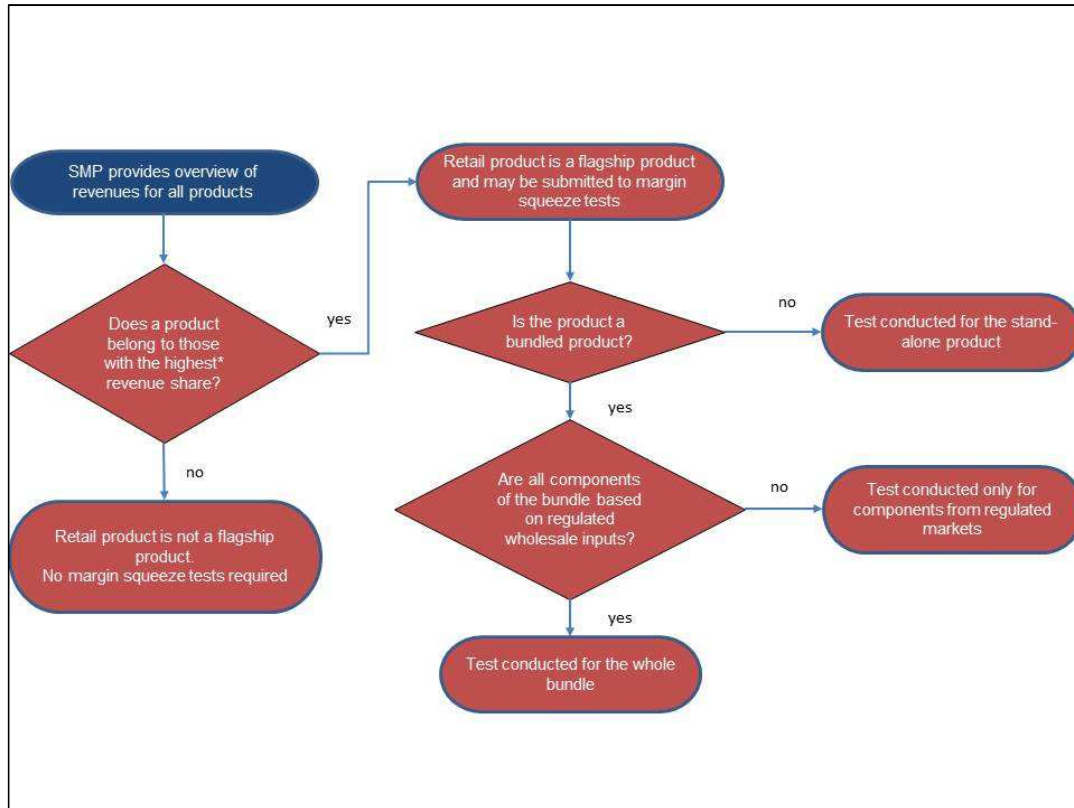 SMP provides overview of
revenues for all products
Does a product
belong to those
with the highest*
revenue share?
yes
no
Retail product is not a flagship
product.
No margin squeeze tests required
Retail product is a flagship product
and may be submitted to margin
squeeze tests
Is the product a
bundled product?
no
Test conducted for the stand-
alone product
yes
Are all components
of the bundle based
on regulated
wholesale inputs?
no
Test conducted only for
components from regulated
markets
yes
Test conducted for the whole
bundle